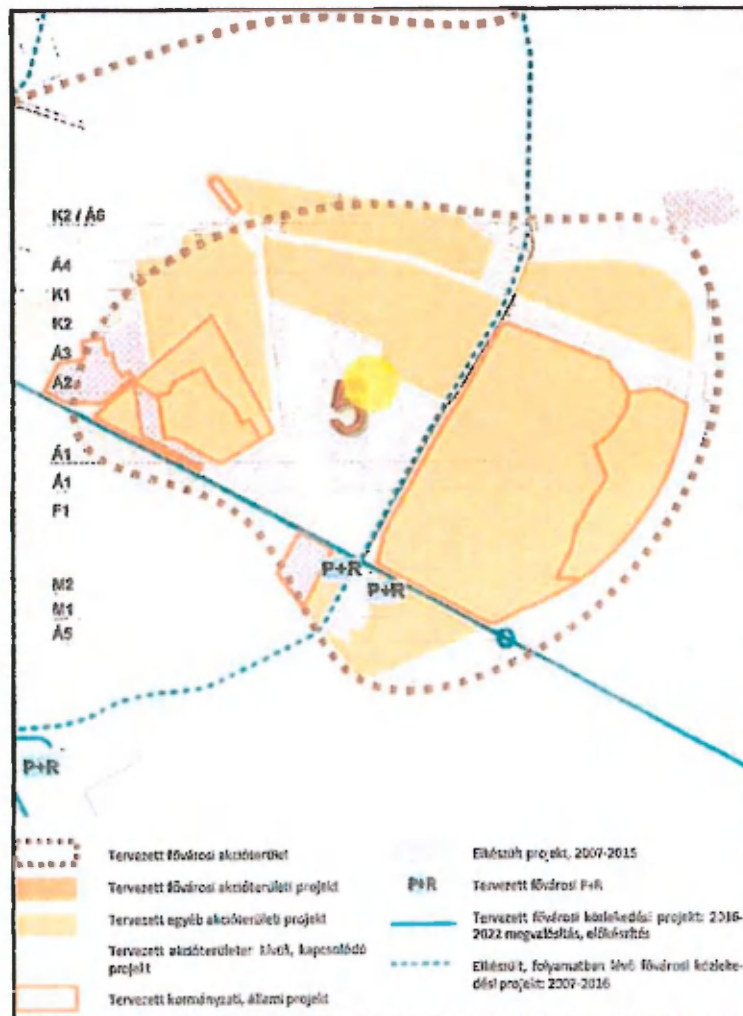 K2 / Á6
Á4
K1
K2
Á3
Á2
5
Á1
Á1
F1
P+R
P+R
M2
M1
Á5
P+R
Tervezett fővárosi akcióterület
Tervezett fővárosi akcióterületi projekt
Tervezett egyéb akcióterületi projekt
Tervezett akcióterületen kívüli, kapcsolódó
projekt
Tervezett kormányzati, állami projekt
Elkészült projekt, 2007-2015
P+R Tervezett fővárosi P+R
Tervezett fővárosi közlekedési projekt: 2016-
2022 megvalósítás, előkészítés
Elkészült, folyamatban lévő fővárosi közleke-
dési projekt: 2007-2016